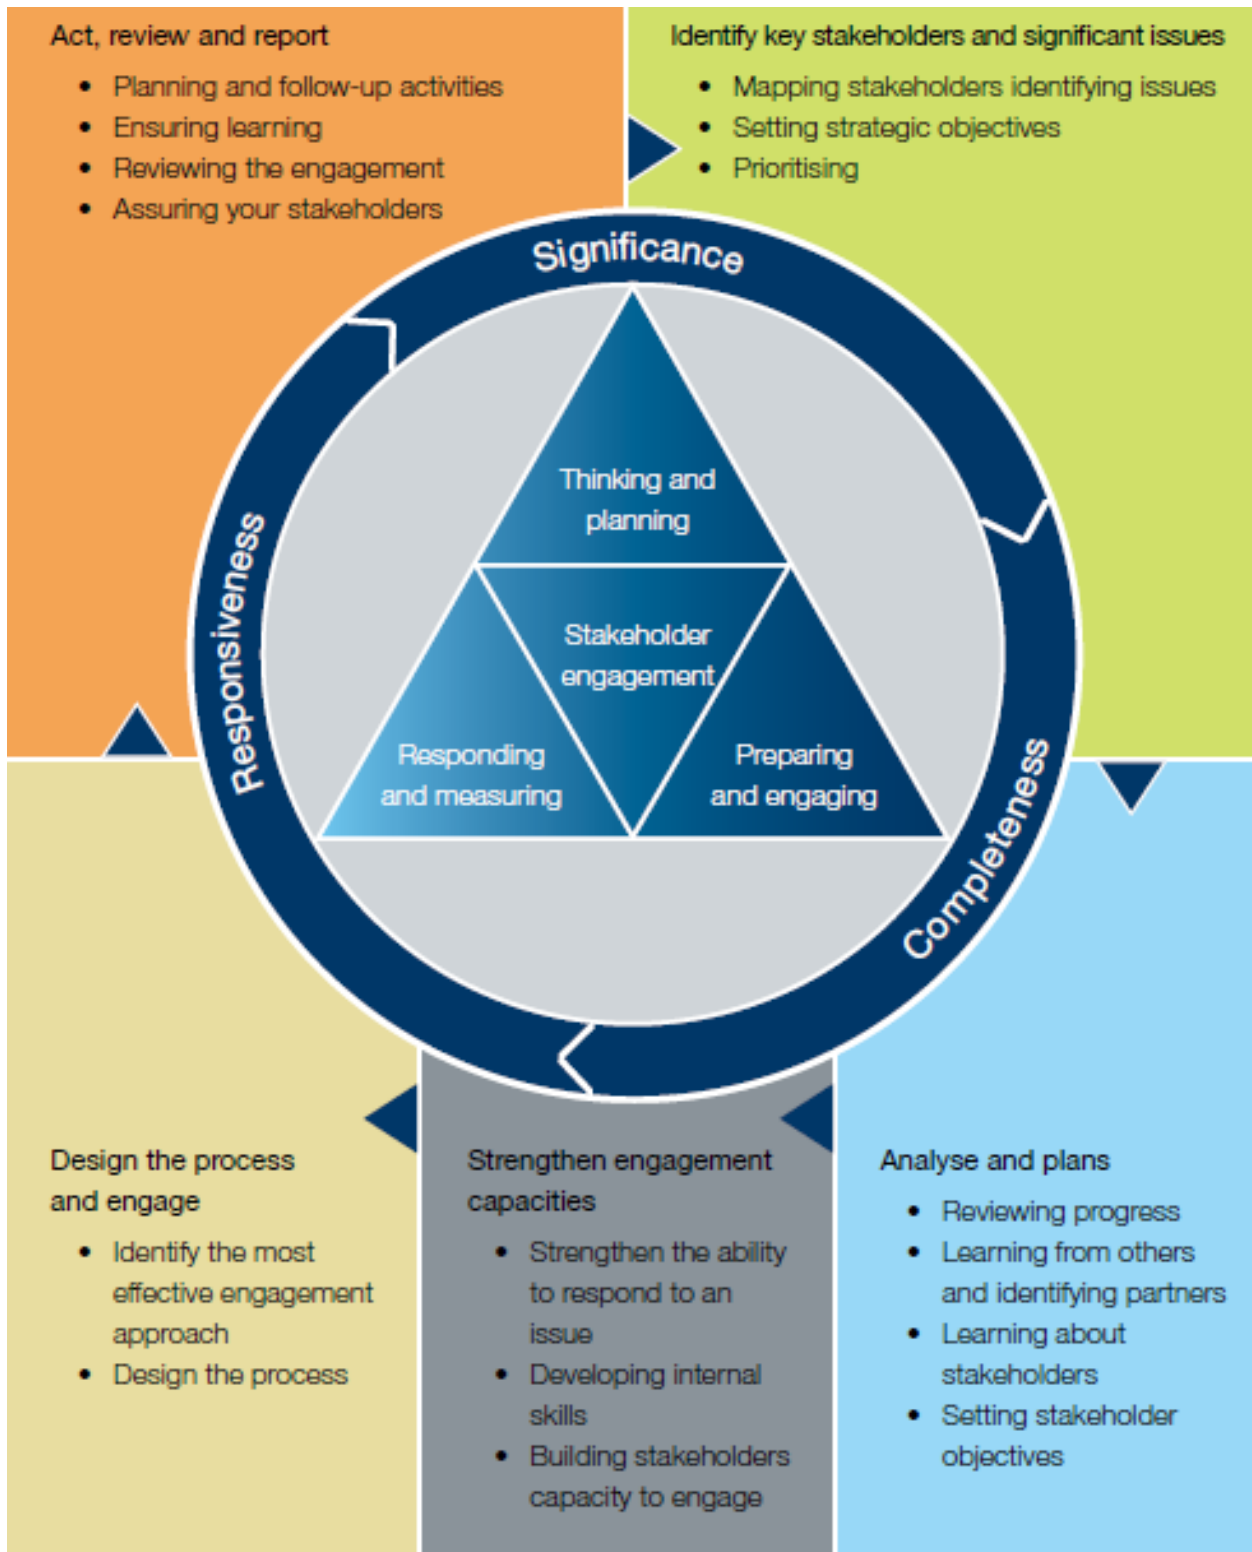 Act, review and report
• Planning and follow-up activities
• Ensuring learning
• Reviewing the engagement
• Assuring your stakeholders
Identify key stakeholders and significant issues
• Mapping stakeholders identifying issues
• Setting strategic objectives
• Prioritising
Significance
Responsiveness
Completeness
Thinking and
planning
Stakeholder
engagement
Responding
and measuring
Preparing
and engaging
Design the process
and engage
• Identify the most
effective engagement
approach
• Design the process
Strengthen engagement
capacities
• Strengthen the ability
to respond to an
issue
• Developing internal
skills
• Building stakeholders
capacity to engage
Analyse and plans
• Reviewing progress
• Learning from others
and identifying partners
• Learning about
stakeholders
• Setting stakeholder
objectives